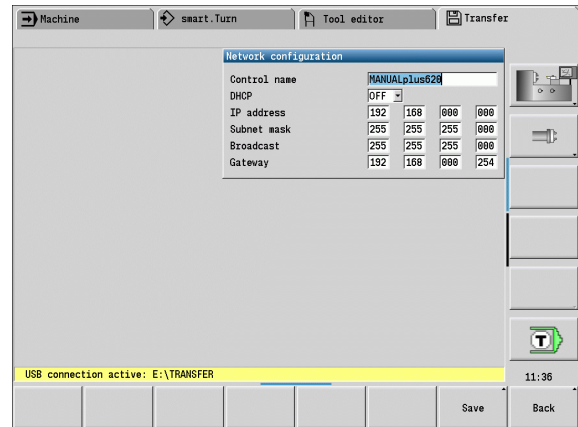 Machine smart.Turn Tool editor Transfer
Network configuration
Control name MANUALplus620
DHCP OFF
IP address 192 168 000 000
Subnet mask 255 255 255 000
Broadcast 255 255 255 000
Gateway 192 168 000 254
T
USB connection active: E:\TRANSFER
11:36
Save Back